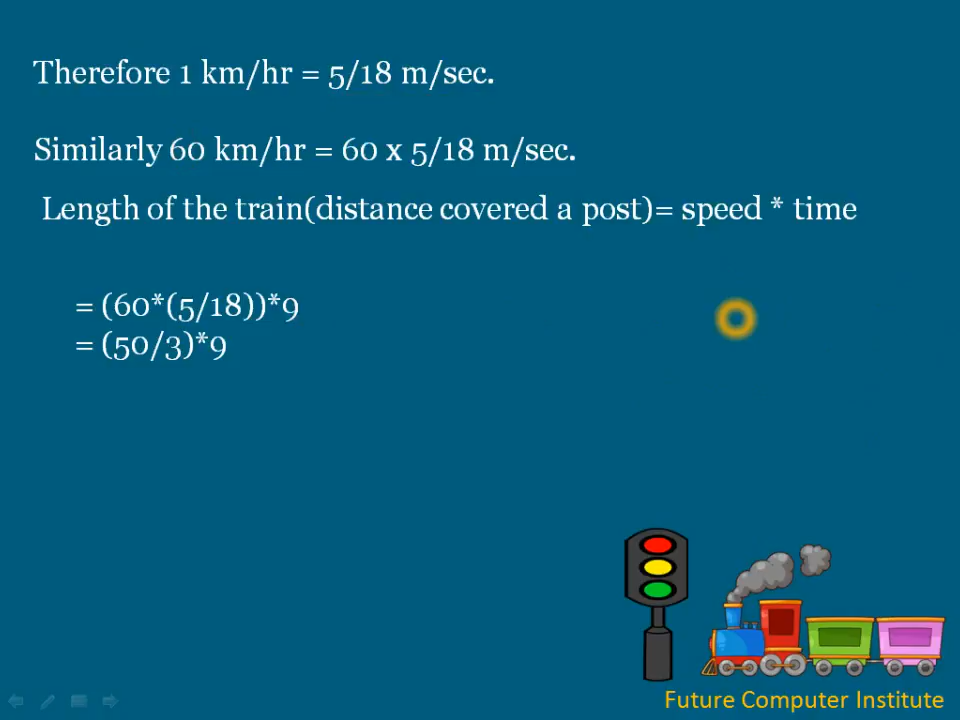 Therefore 1 km/hr = 5/18 m/sec.
Similarly 60 km/hr = 60 x 5/18 m/sec.
Length of the train(distance covered a post)= speed * time
= (60*(5/18))*9
= (50/3)*9
Future Computer Institute